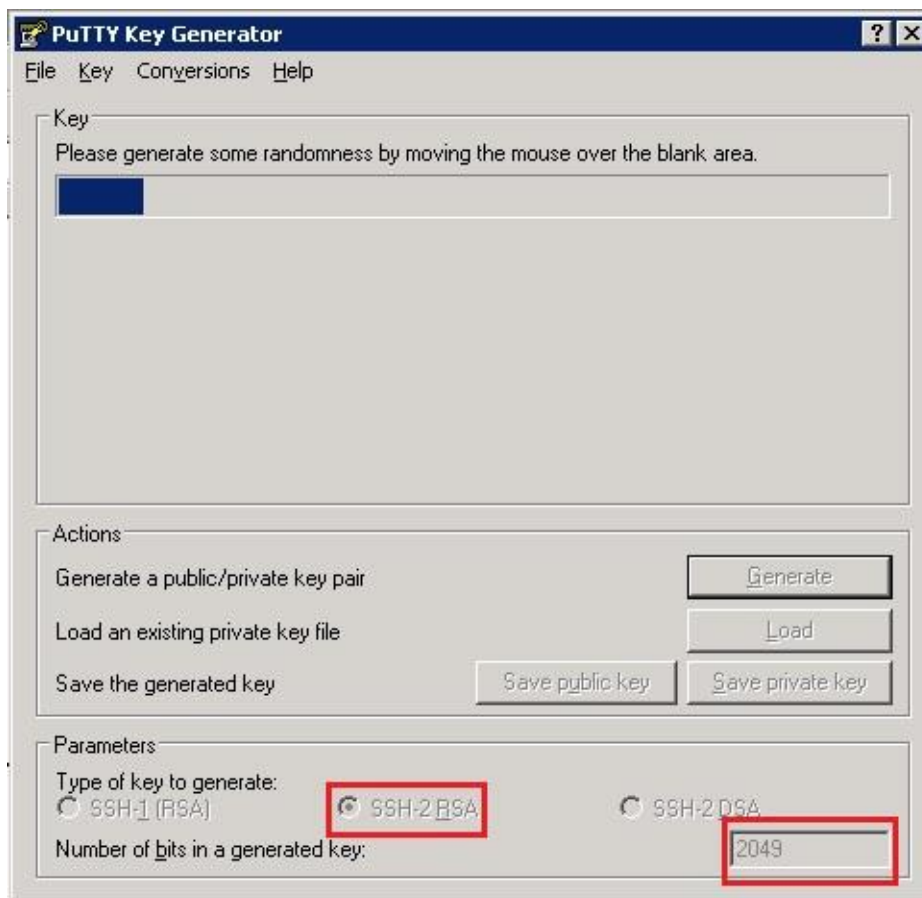 PuTTY Key Generator
File Key Conversions Help
Key
Please generate some randomness by moving the mouse over the blank area.
Actions
Generate a public/private key pair Generate
Load an existing private key file Load
Save the generated key Save public key Save private key
Parameters
Type of key to generate:
SSH-1 (RSA) SSH-2 RSA SSH-2 DSA
Number of bits in a generated key: 2049